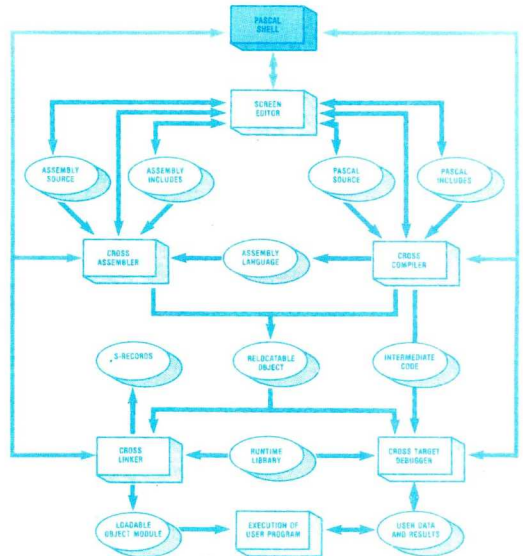 PASCAL
SHELL
SCREEN
EDITOR
ASSEMBLY
SOURCE
ASSEMBLY
INCLUDES
PASCAL
SOURCE
PASCAL
INCLUDES
CROSS
ASSEMBLER
ASSEMBLY
LANGUAGE
CROSS
COMPILER
S-RECORDS
RELOCATABLE
OBJECT
INTERMEDIATE
CODE
CROSS
LINKER
RUNTIME
LIBRARY
CROSS TARGET
DEBUGGER
LOADABLE
OBJECT MODULE
EXECUTION OF
USER PROGRAM
USER DATA
AND RESULTS